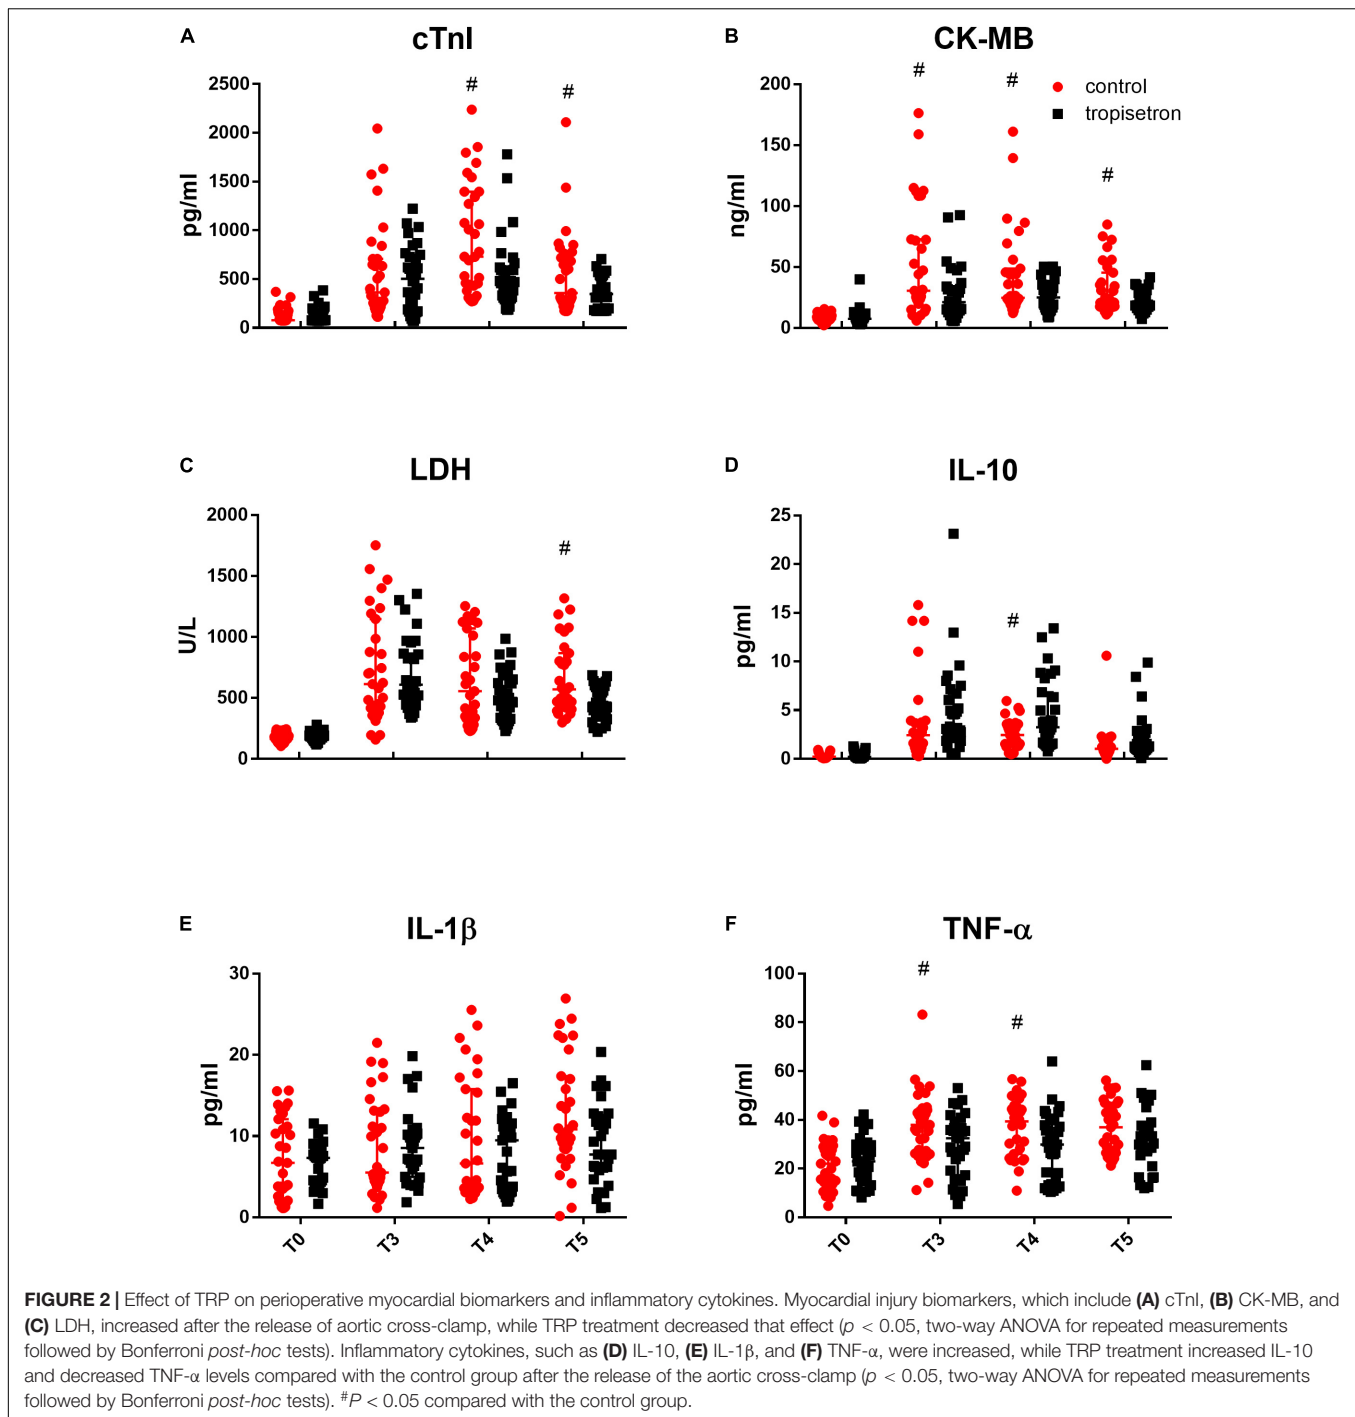 A
cTnI
2500
2000
1500
1000
500
0
pg/ml
#
#
B
CK-MB
200
150
100
50
0
ng/ml
#
#
#
control
tropisetron
C
LDH
2000
1500
1000
500
0
U/L
#
D
IL-10
25
20
15
10
5
0
pg/ml
#
E
IL-1β
30
20
10
0
pg/ml
T0
T3
T4
T5
F
TNF-α
100
80
60
40
20
0
pg/ml
#
#
T0
T3
T4
T5
FIGURE 2 | Effect of TRP on perioperative myocardial biomarkers and inflammatory cytokines. Myocardial injury biomarkers, which include (A) cTnI, (B) CK-MB, and
(C) LDH, increased after the release of aortic cross-clamp, while TRP treatment decreased that effect (p < 0.05, two-way ANOVA for repeated measurements
followed by Bonferroni post-hoc tests). Inflammatory cytokines, such as (D) IL-10, (E) IL-1β, and (F) TNF-α, were increased, while TRP treatment increased IL-10
and decreased TNF-α levels compared with the control group after the release of the aortic cross-clamp (p < 0.05, two-way ANOVA for repeated measurements
followed by Bonferroni post-hoc tests). #P < 0.05 compared with the control group.